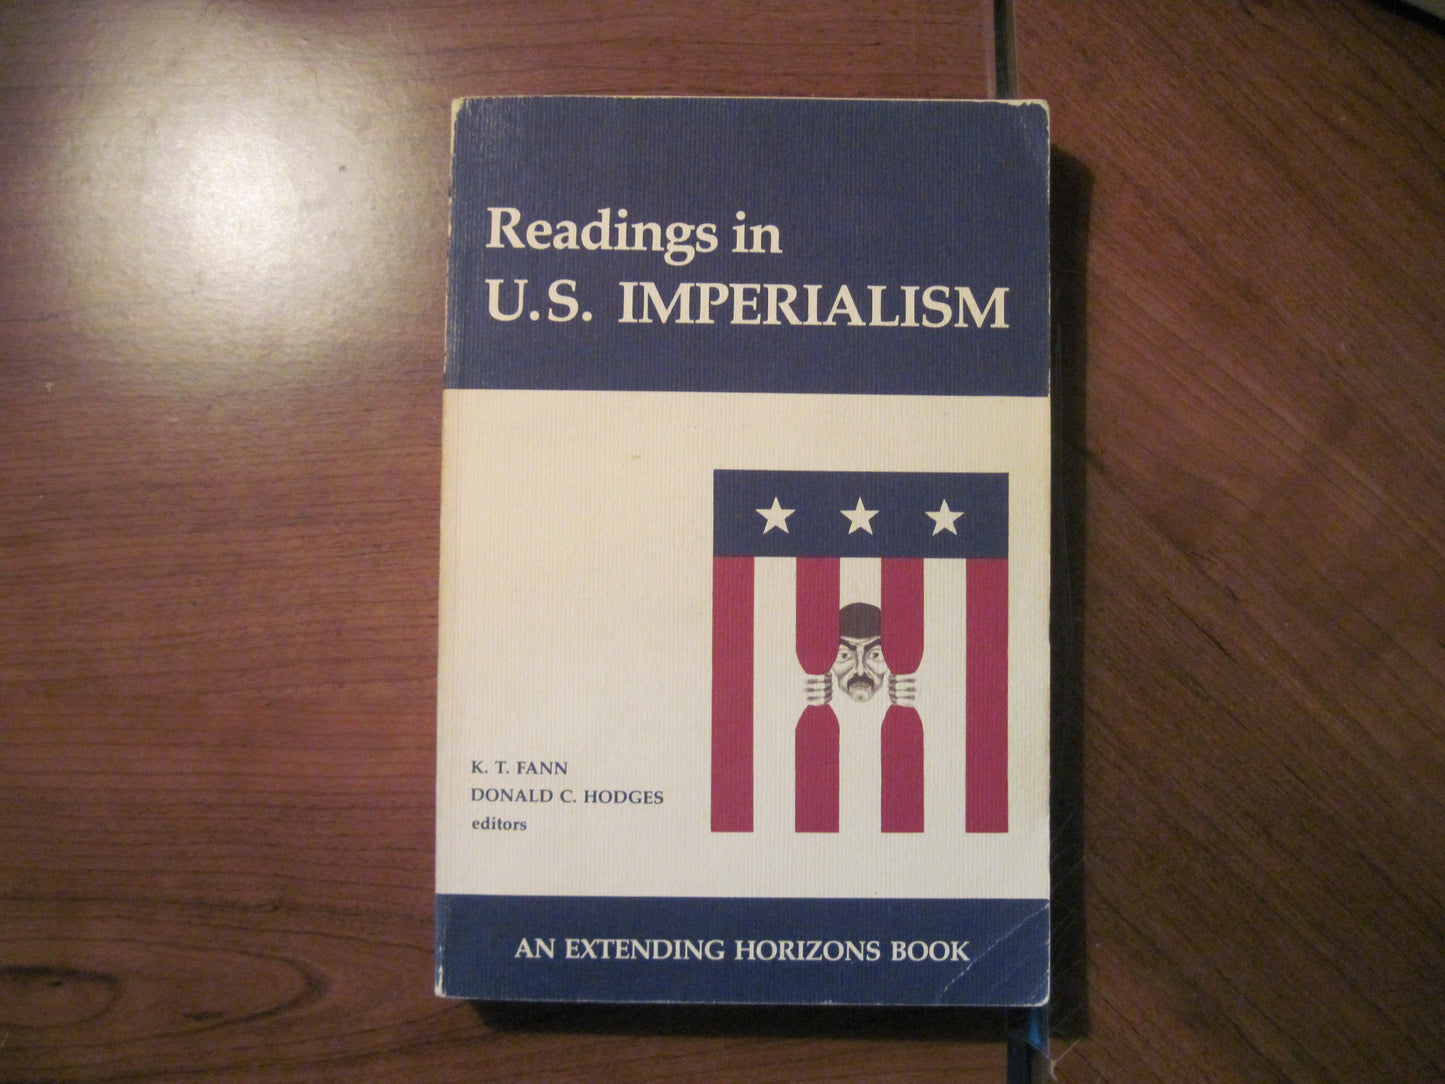 Readings in
U.S. IMPERIALISM
K. T. FANN
DONALD C. HODGES
editors
AN EXTENDING HORIZONS BOOK